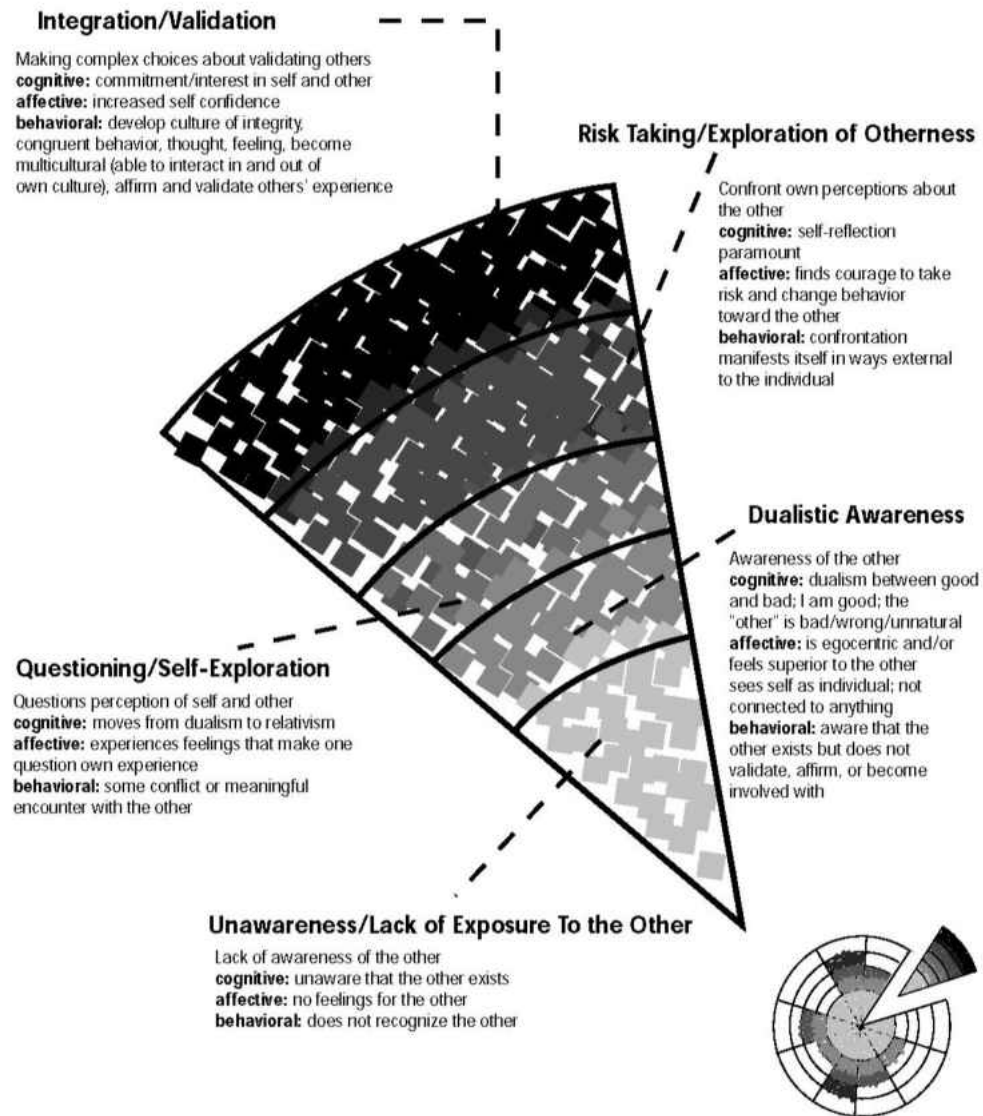 Integration/Validation
Making complex choices about validating others
cognitive: commitment/interest in self and other
affective: increased self confidence
behavioral: develop culture of integrity,
congruent behavior, thought, feeling, become
multicultural (able to interact in and out of
own culture), affirm and validate others' experience
Risk Taking/Exploration of Otherness
Confront own perceptions about
the other
cognitive: self-reflection
paramount
affective: finds courage to take
risk and change behavior
toward the other
behavioral: confrontation
manifests itself in ways external
to the individual
Dualistic Awareness
Awareness of the other
cognitive: dualism between good
and bad; I am good; the
"other" is bad/wrong/unnatural
affective: is egocentric and/or
feels superior to the other
sees self as individual; not
connected to anything
behavioral: aware that the
other exists but does not
validate, affirm, or become
involved with
Questioning/Self-Exploration
Questions perception of self and other
cognitive: moves from dualism to relativism
affective: experiences feelings that make one
question own experience
behavioral: some conflict or meaningful
encounter with the other
Unawareness/Lack of Exposure To the Other
Lack of awareness of the other
cognitive: unaware that the other exists
affective: no feelings for the other
behavioral: does not recognize the other